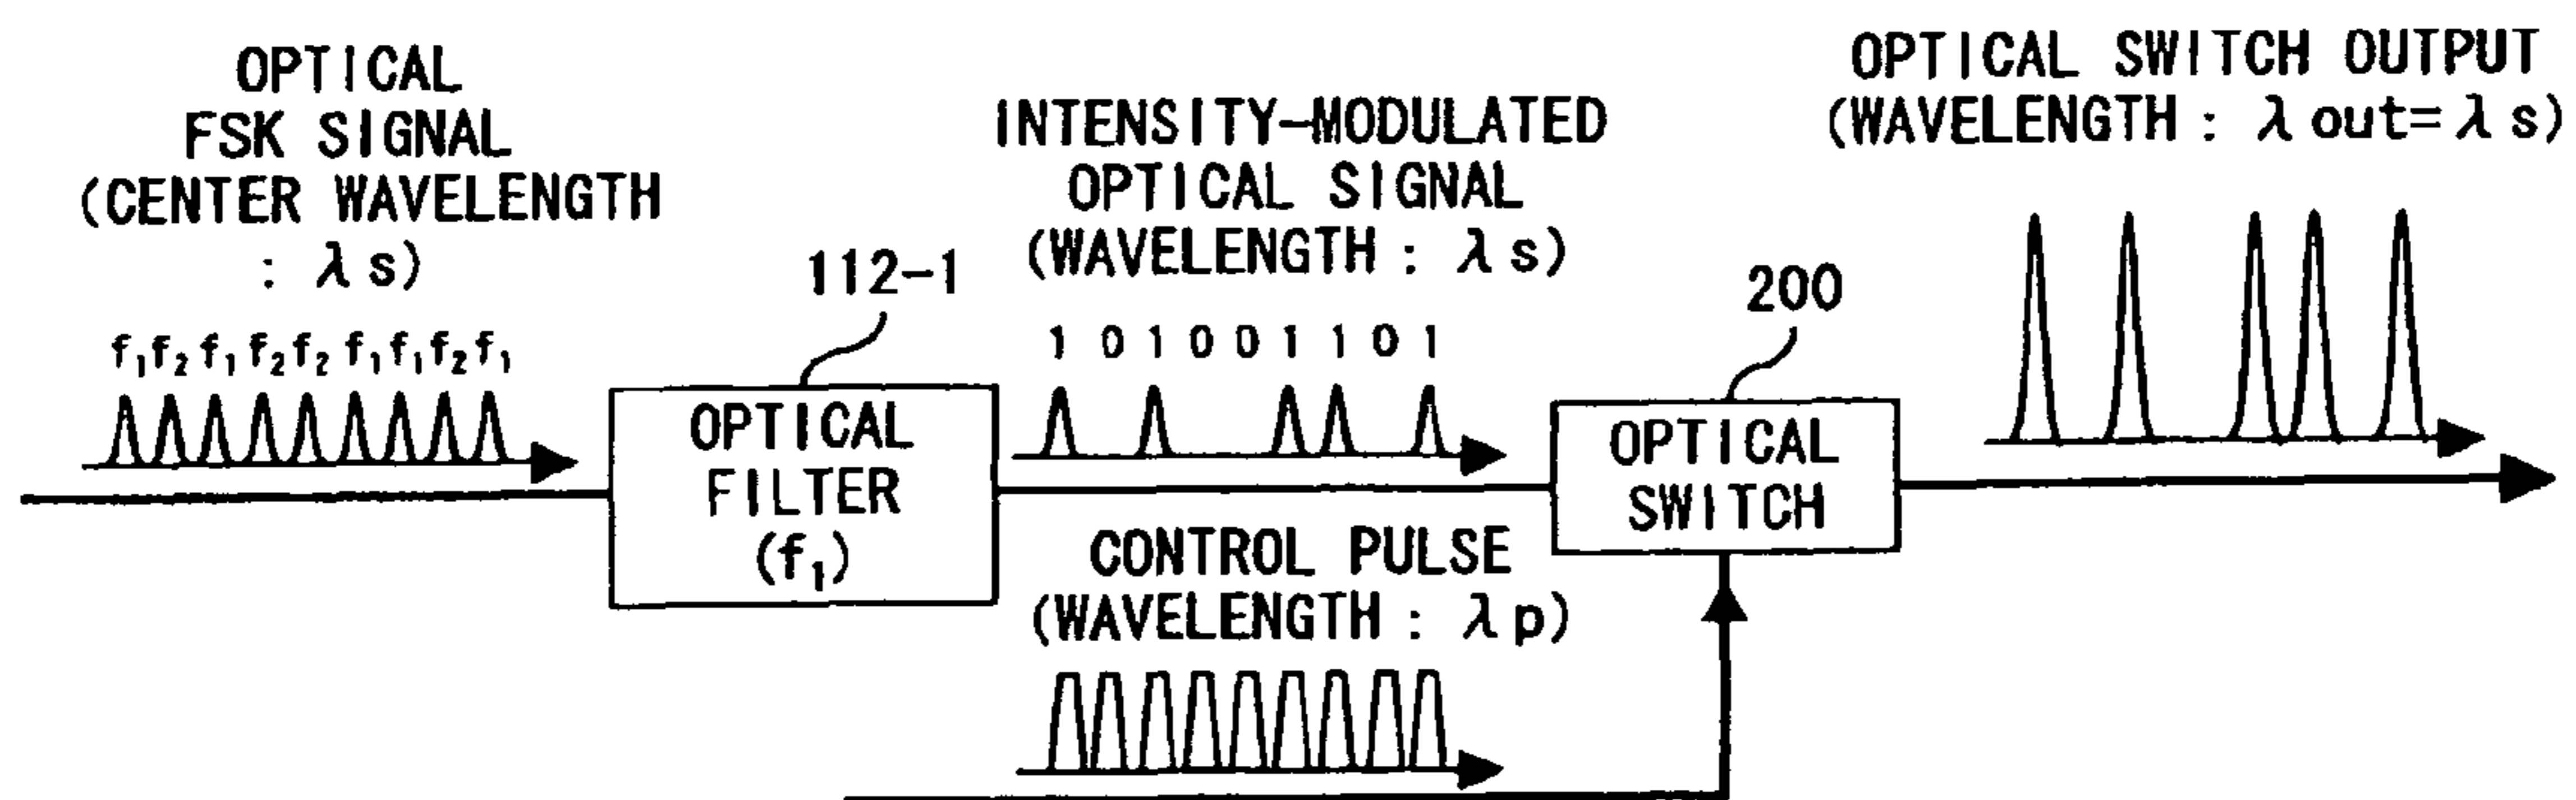 OPTICAL
FSK SIGNAL
(CENTER WAVELENGTH
: λs)
f₁f₂f₁f₂f₂f₁f₁f₂f₁
112-1
OPTICAL
FILTER
(f₁)
INTENSITY-MODULATED
OPTICAL SIGNAL
(WAVELENGTH : λs)
1 0 1 0 0 1 1 0 1
CONTROL PULSE
(WAVELENGTH : λp)
200
OPTICAL
SWITCH
OPTICAL SWITCH OUTPUT
(WAVELENGTH : λout=λs)